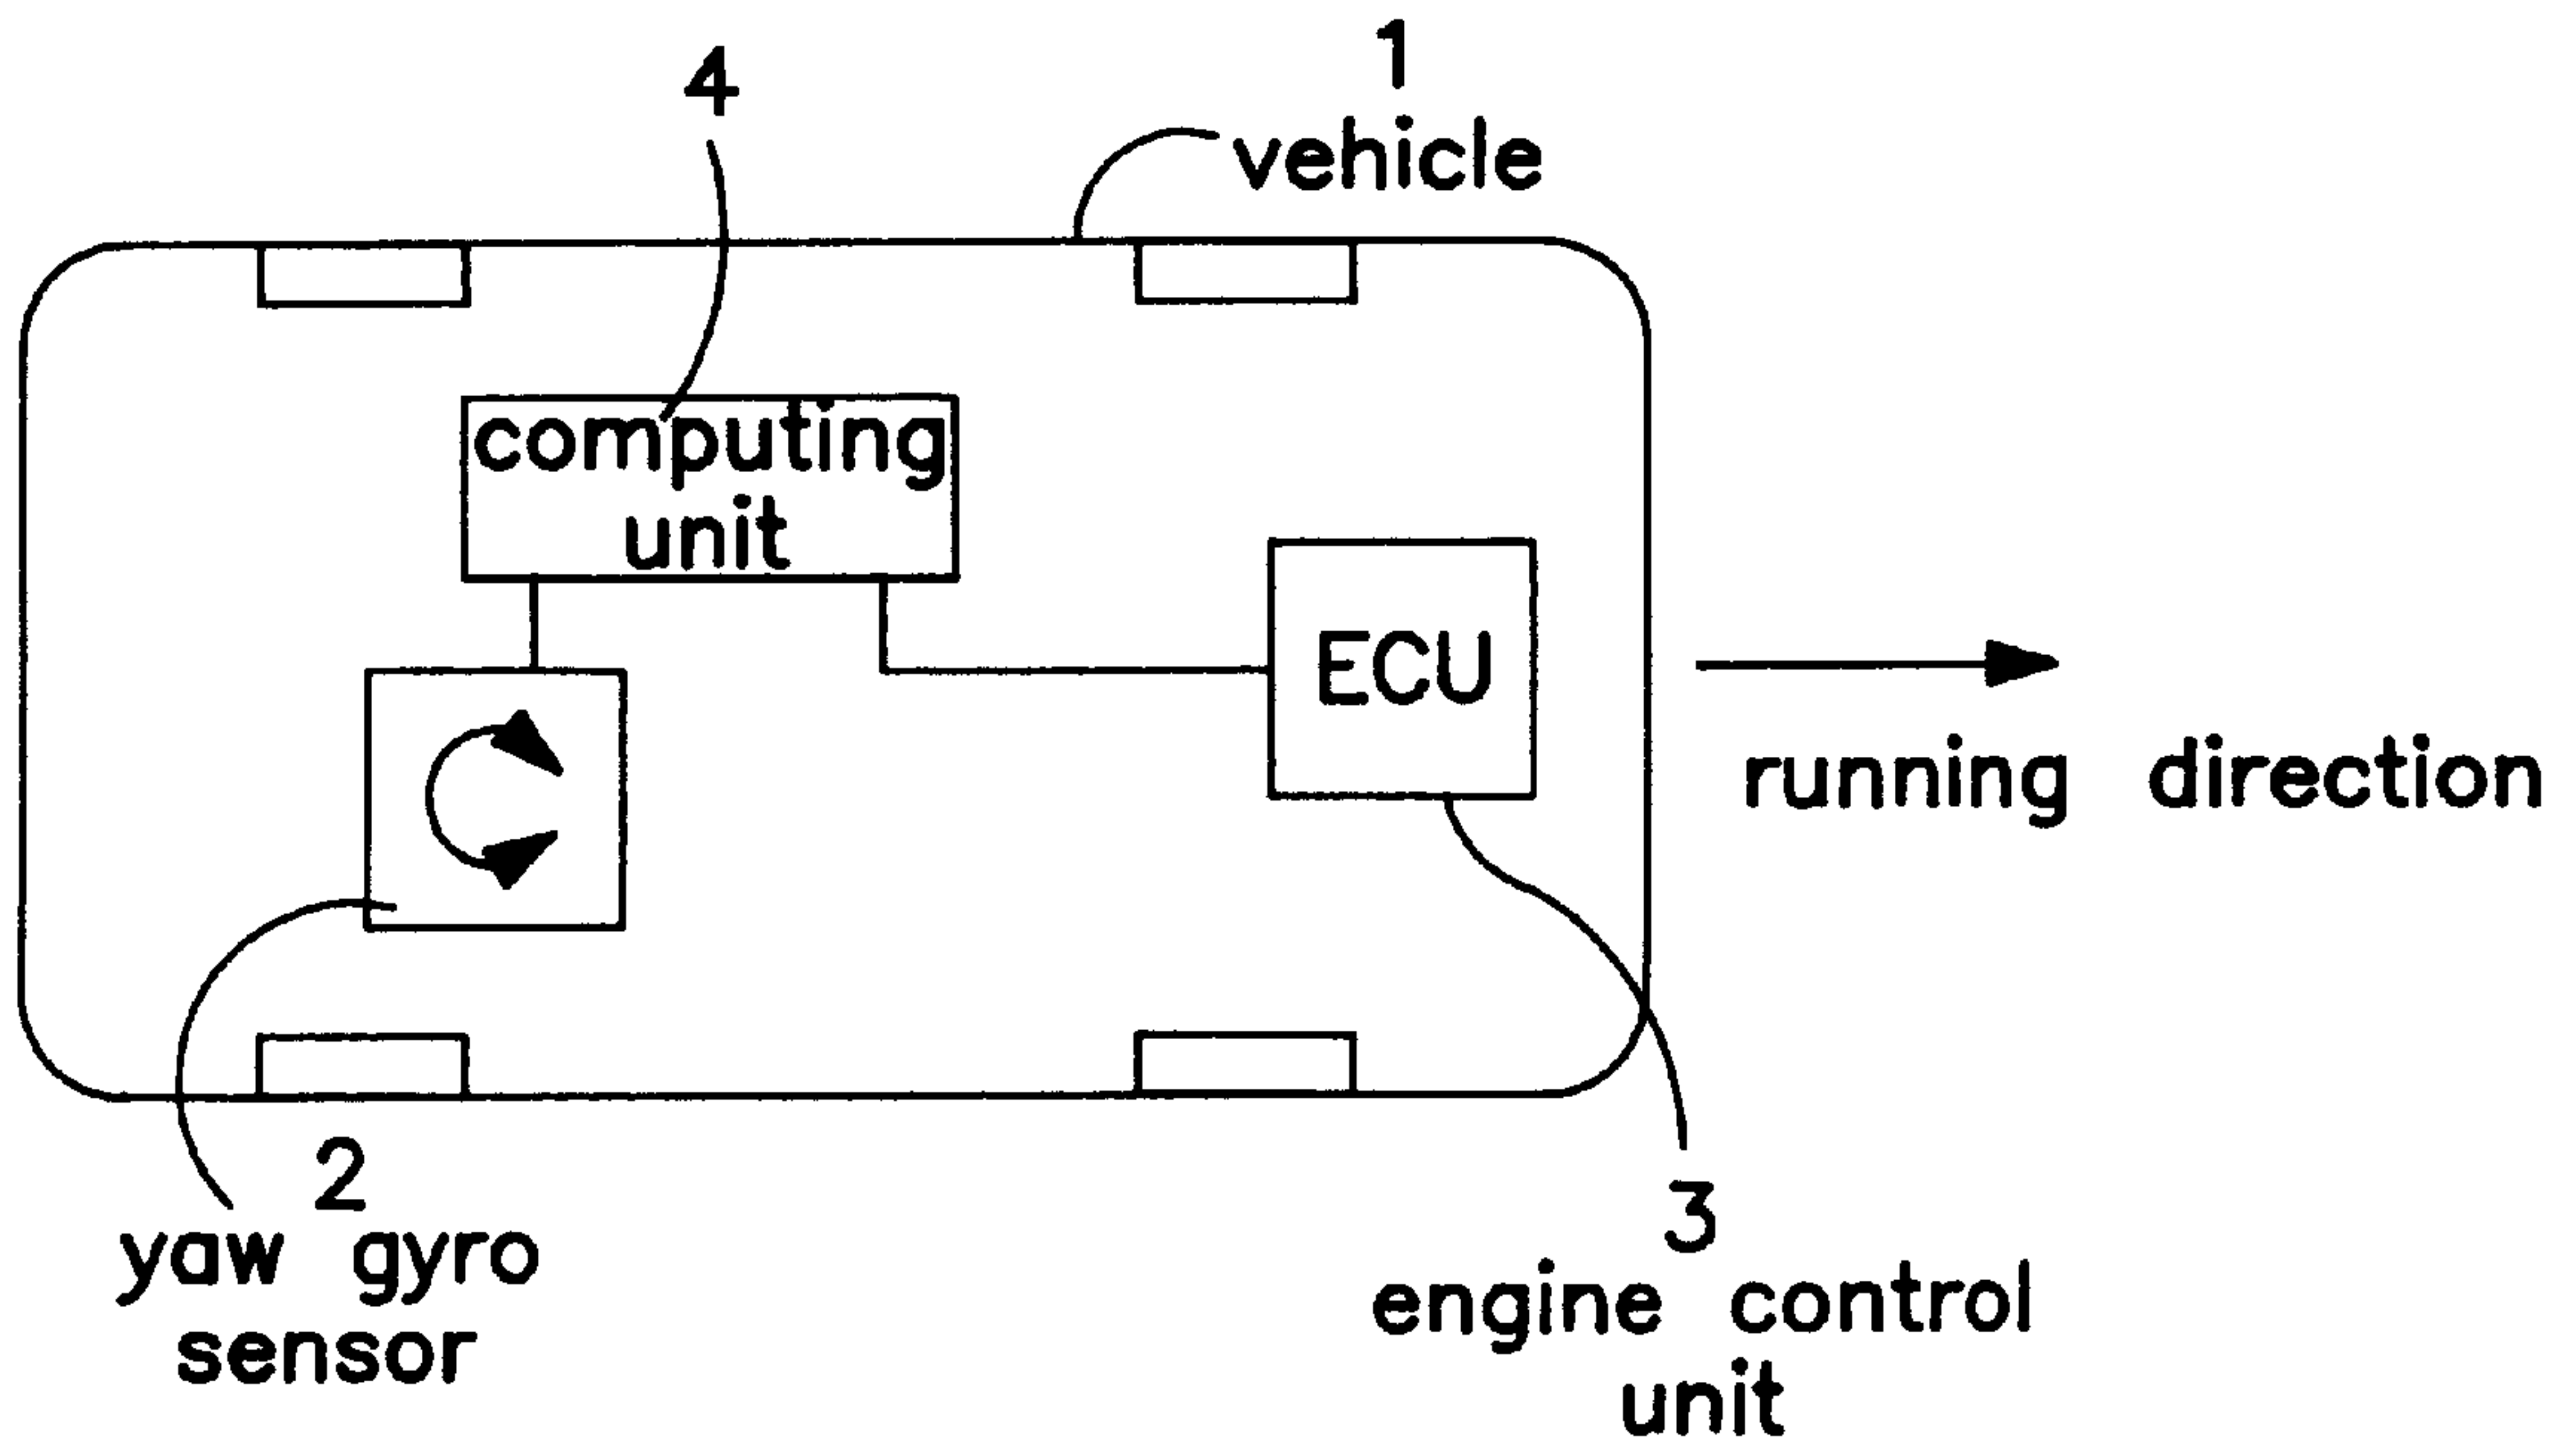 4
1
vehicle
computing
unit
ECU
running direction
2
yaw gyro
sensor
3
engine control
unit